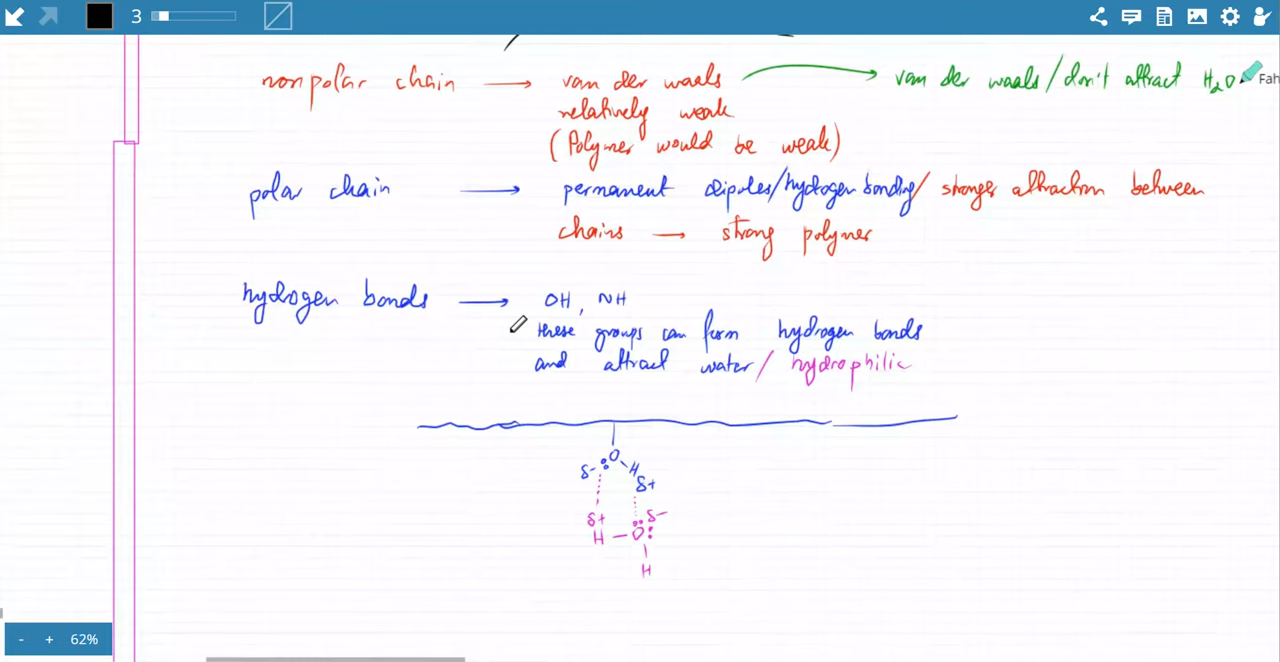 3
nonpolar chain → van der waals → van der waals/don't attract H₂O
Fah
relatively weak
(Polymer would be weak)
polar chain → permanent dipoles/hydrogen bonding/ stronger attraction between
chains → strong polymer
hydrogen bonds → OH, NH
these groups can form hydrogen bonds
and attract water/ hydrophilic
δ- O H
δ+
δ+ δ-
H - O
H
- + 62%